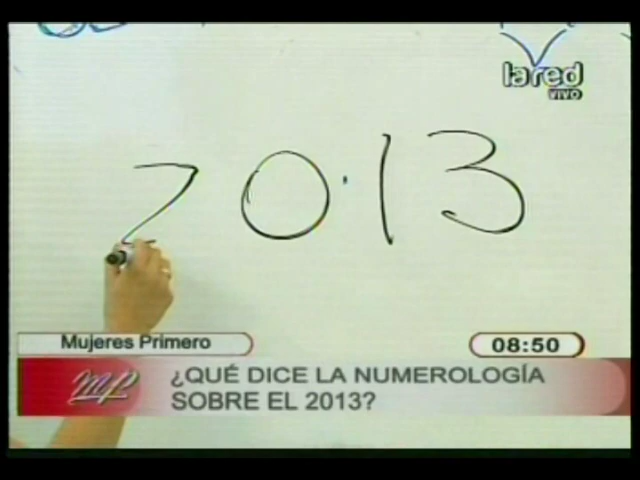 la red
VIVO
2013
Mujeres Primero
08:50
MP
¿QUÉ DICE LA NUMEROLOGÍA
SOBRE EL 2013?